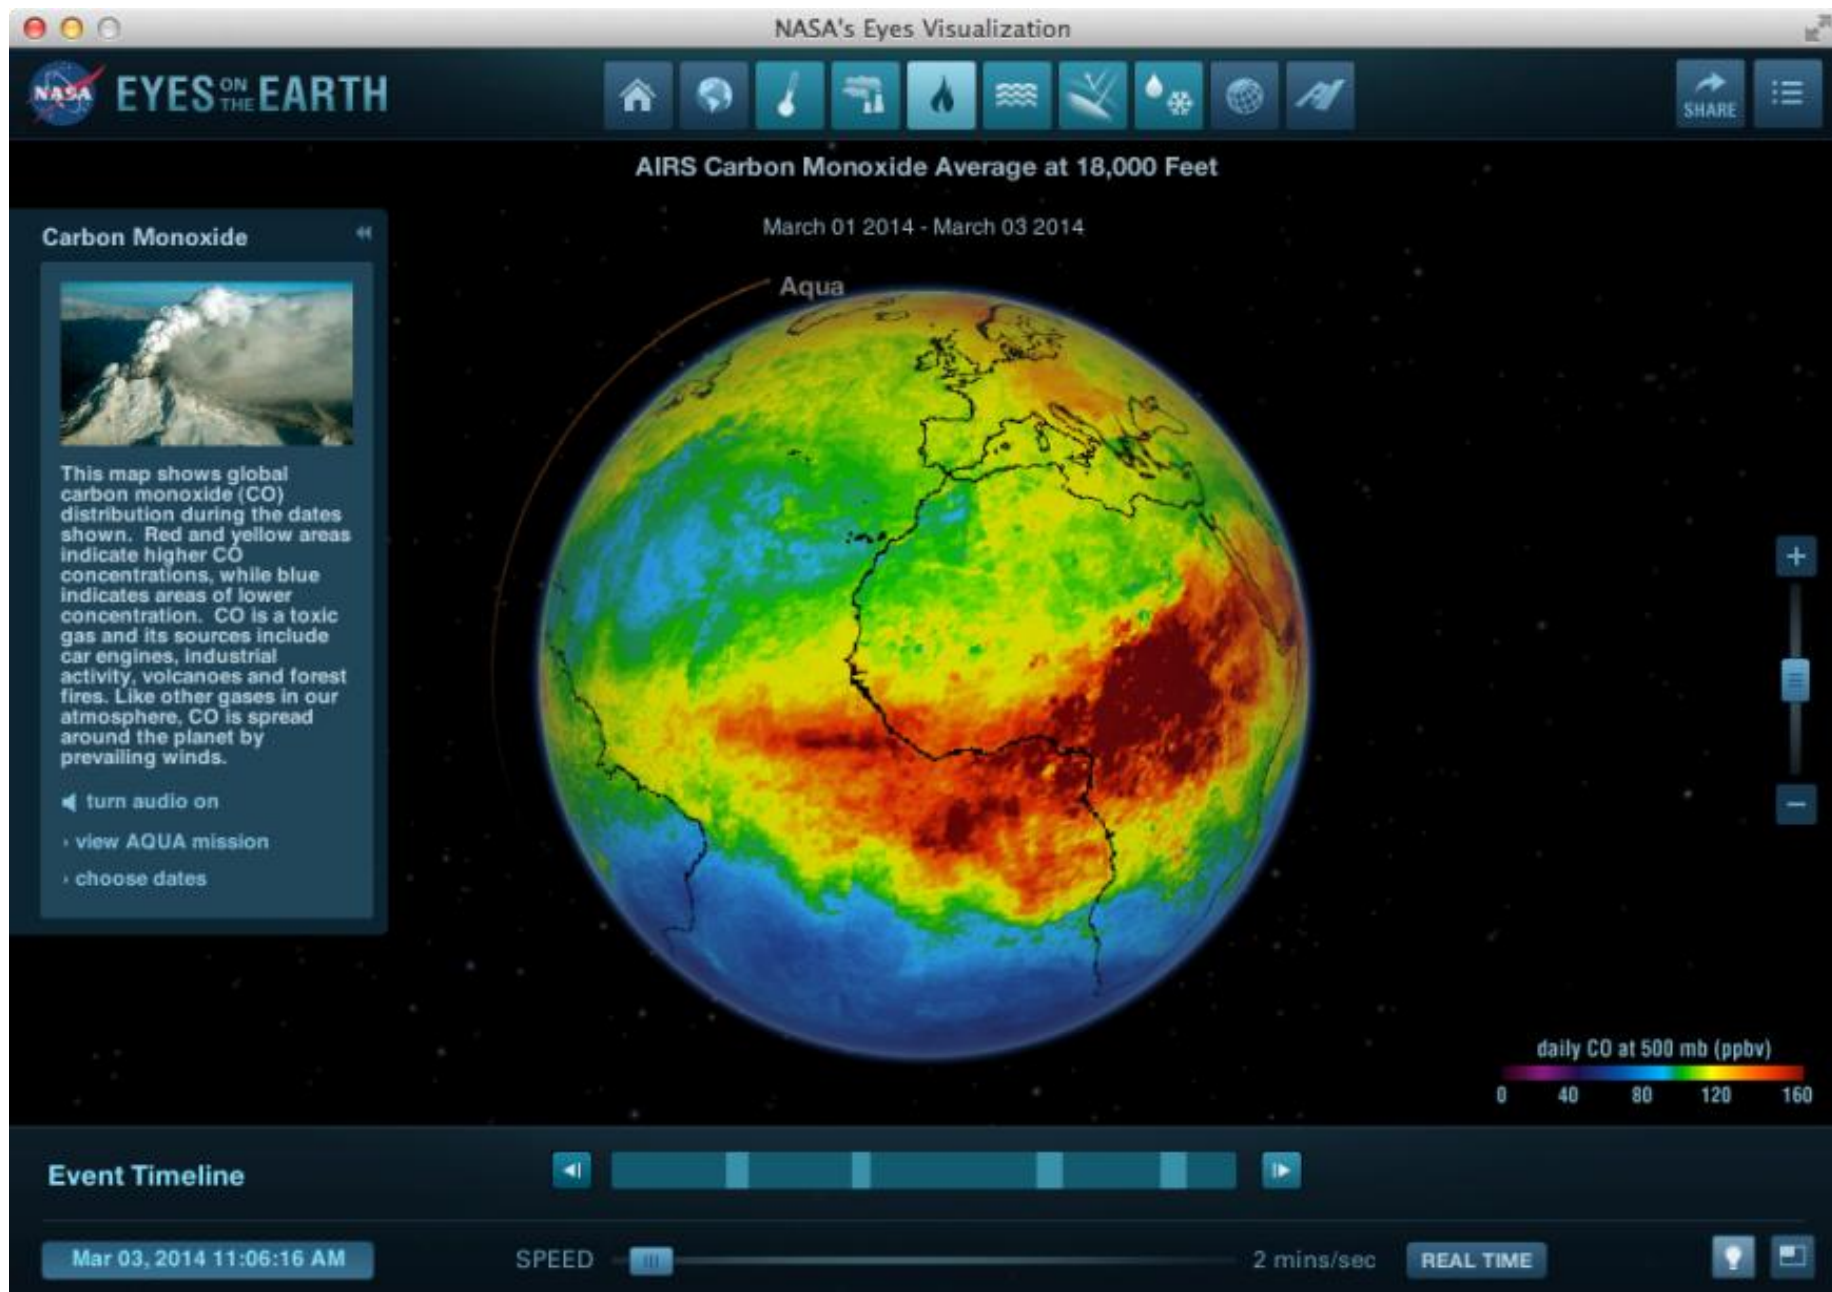 NASA's Eyes Visualization
NASA EYES ON THE EARTH
SHARE
AIRS Carbon Monoxide Average at 18,000 Feet
March 01 2014 - March 03 2014
Aqua
Carbon Monoxide
This map shows global
carbon monoxide (CO)
distribution during the dates
shown. Red and yellow areas
indicate higher CO
concentrations, while blue
indicates areas of lower
concentration. CO is a toxic
gas and its sources include
car engines, industrial
activity, volcanoes and forest
fires. Like other gases in our
atmosphere, CO is spread
around the planet by
prevailing winds.
turn audio on
› view AQUA mission
› choose dates
daily CO at 500 mb (ppbv)
0 40 80 120 160
Event Timeline
Mar 03, 2014 11:06:16 AM
SPEED
2 mins/sec
REAL TIME